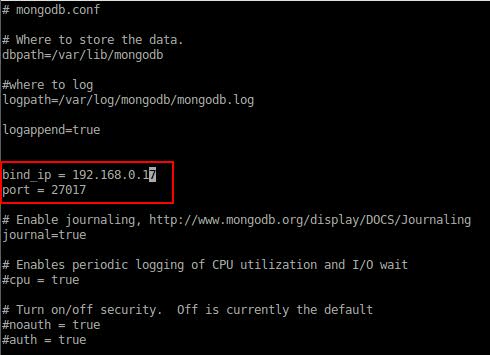 # mongodb.conf
# Where to store the data.
dbpath=/var/lib/mongodb
#where to log
logpath=/var/log/mongodb/mongodb.log
logappend=true
bind_ip = 192.168.0.17
port = 27017
# Enable journaling, http://www.mongodb.org/display/DOCS/Journaling
journal=true
# Enables periodic logging of CPU utilization and I/O wait
#cpu = true
# Turn on/off security.  Off is currently the default
#noauth = true
#auth = true